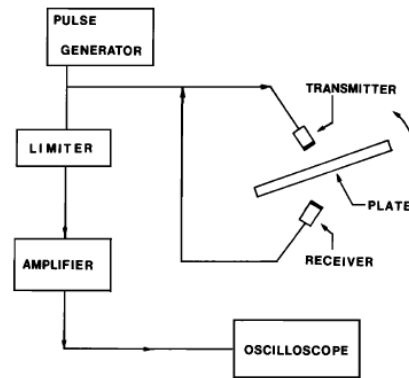 PULSE
GENERATOR
TRANSMITTER
LIMITER
PLATE
RECEIVER
AMPLIFIER
OSCILLOSCOPE